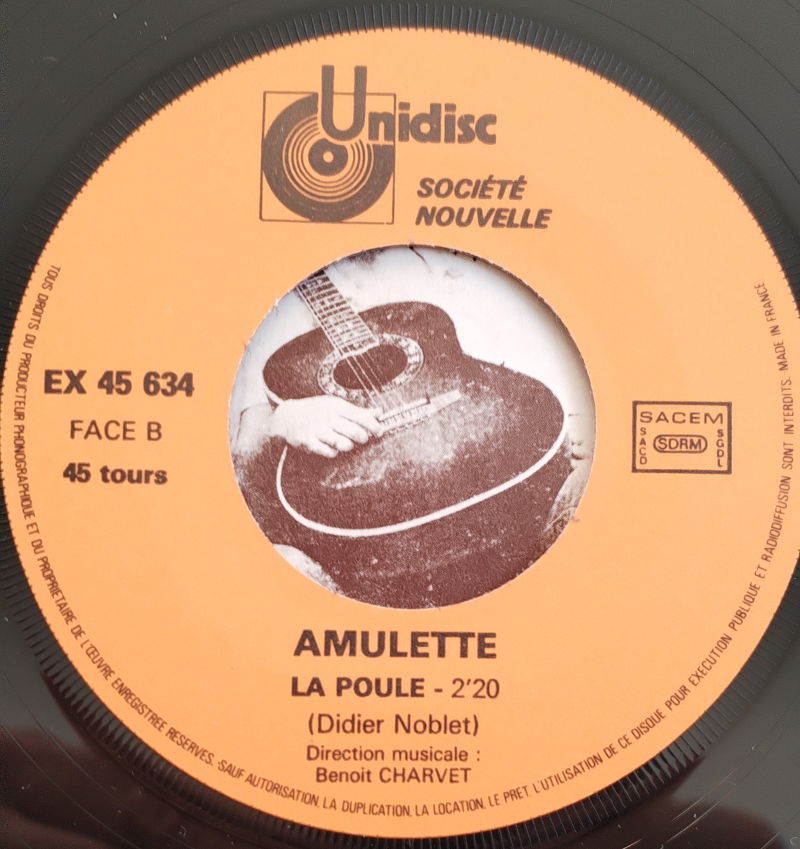 Unidisc
SOCIÉTÉ
NOUVELLE
EX 45 634
FACE B
45 tours
SACEM
SACD
SDRM
SGDL
AMULETTE
LA POULE - 2'20
(Didier Noblet)
Direction musicale :
Benoit CHARVET
TOUS DROITS DU PRODUCTEUR PHONOGRAPHIQUE ET DU PROPRIETAIRE DE L'ŒUVRE ENREGISTREE RESERVES. SAUF AUTORISATION, LA DUPLICATION, LA LOCATION, LE PRET L'UTILISATION DE CE DISQUE POUR EXECUTION PUBLIQUE ET RADIODIFFUSION SONT INTERDITS. MADE IN FRANCE